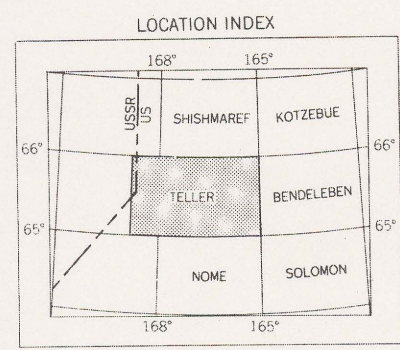 LOCATION INDEX
168° 165°
USSR
US
SHISHMAREF KOTZEBUE
66° 66°
TELLER BENDELEBEN
65° 65°
NOME SOLOMON
168° 165°